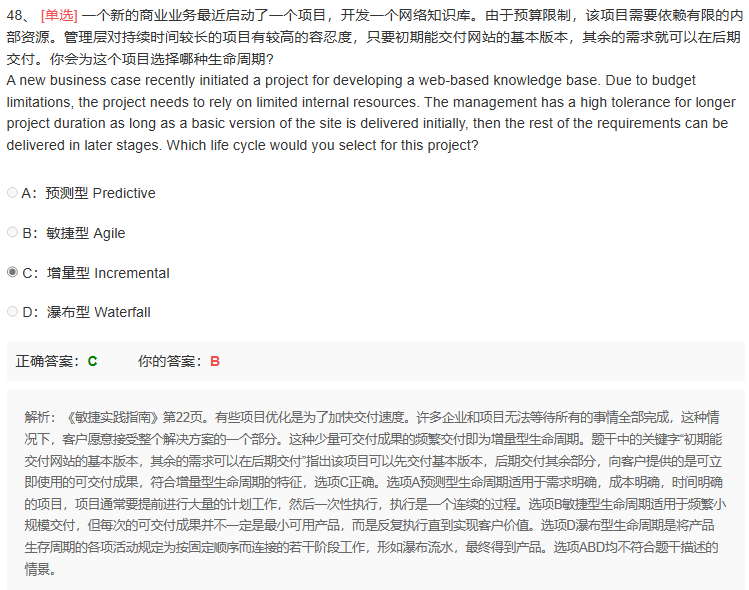 48、 [单选] 一个新的商业业务最近启动了一个项目，开发一个网络知识库。由于预算限制，该项目需要依赖有限的内
部资源。管理层对持续时间较长的项目有较高的容忍度，只要初期能交付网站的基本版本，其余的需求就可以在后期
交付。你会为这个项目选择哪种生命周期?
A new business case recently initiated a project for developing a web-based knowledge base. Due to budget
limitations, the project needs to rely on limited internal resources. The management has a high tolerance for longer
project duration as long as a basic version of the site is delivered initially, then the rest of the requirements can be
delivered in later stages. Which life cycle would you select for this project?
A：预测型 Predictive
B：敏捷型 Agile
C：增量型 Incremental
D：瀑布型 Waterfall
正确答案：C 你的答案：B
解析：《敏捷实践指南》第22页。有些项目优化是为了加快交付速度。许多企业和项目无法等待所有的事情全部完成，这种情
况下，客户愿意接受整个解决方案的一个部分。这种少量可交付成果的频繁交付即为增量型生命周期。题干中的关键字“初期能
交付网站的基本版本，其余的需求可以在后期交付”指出该项目可以先交付基本版本，后期交付其余部分，向客户提供的是可立
即使用的可交付成果，符合增量型生命周期的特征，选项C正确。选项A预测型生命周期适用于需求明确，成本明确，时间明确
的项目，项目通常要提前进行大量的计划工作，然后一次性执行，执行是一个连续的过程。选项B敏捷型生命周期适用于频繁小
规模交付，但每次的可交付成果并不一定是最小可用产品，而是反复执行直到实现客户价值。选项D瀑布型生命周期是将产品
生存周期的各项活动规定为按固定顺序而连接的若干阶段工作，形如瀑布流水，最终得到产品。选项ABD均不符合题干描述的
情景。